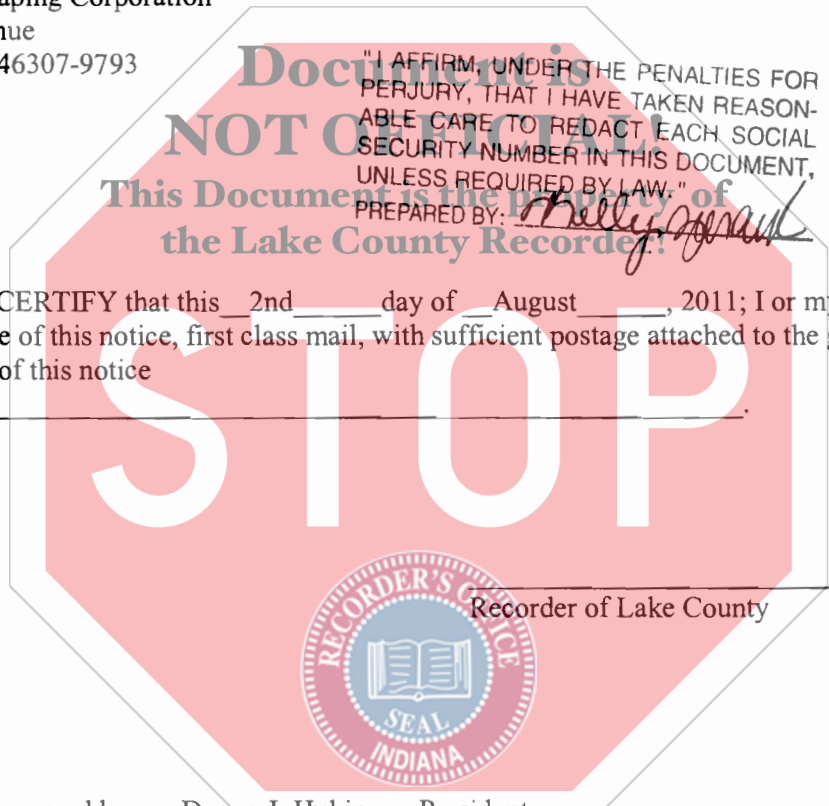 aping Corporation
nue
46307-9793
Document is
NOT OFFICIAL!
This Document is the property of
the Lake County Recorder!
"I AFFIRM, UNDER THE PENALTIES FOR
PERJURY, THAT I HAVE TAKEN REASON-
ABLE CARE TO REDACT EACH SOCIAL
SECURITY NUMBER IN THIS DOCUMENT,
UNLESS REQUIRED BY LAW."
PREPARED BY:
CERTIFY that this__2nd______day of __August______, 2011; I or my
e of this notice, first class mail, with sufficient postage attached to the
of this notice
STOP
Recorder of Lake County
RECORDER'S OFFICE
SEAL
INDIANA
President